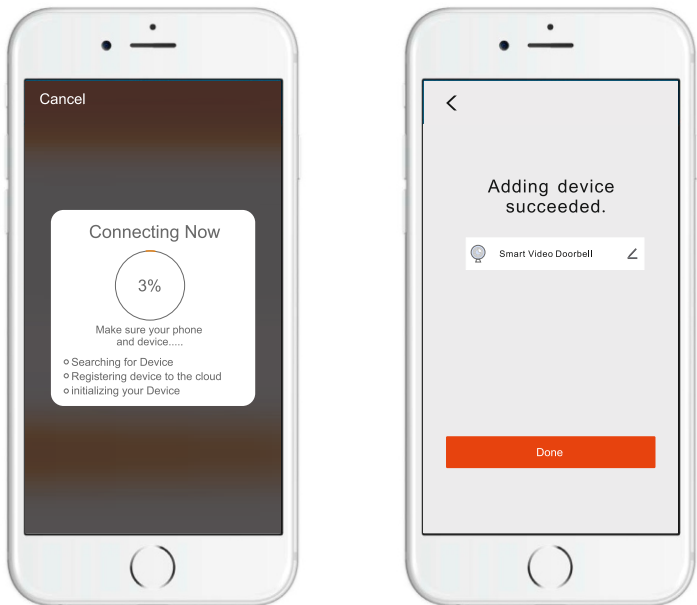 Cancel
Connecting Now
3%
Make sure your phone
and device.....
Searching for Device
Registering device to the cloud
initializing your Device
Adding device
succeeded.
Smart Video Doorbell
Done